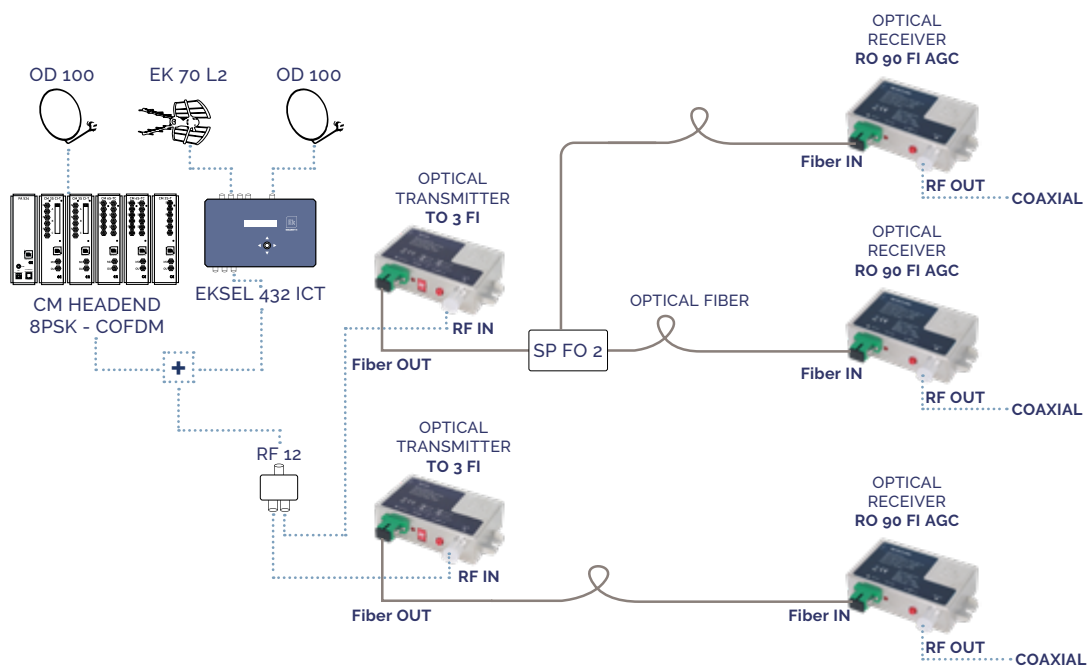 OD 100
EK 70 L2
OD 100
CM HEADEND
8PSK - COFDM
EKSEL 432 ICT
+
RF 12
OPTICAL
TRANSMITTER
TO 3 FI
RF IN
Fiber OUT
SP FO 2
OPTICAL FIBER
OPTICAL
RECEIVER
RO 90 FI AGC
Fiber IN
RF OUT
COAXIAL
OPTICAL
RECEIVER
RO 90 FI AGC
Fiber IN
RF OUT
COAXIAL
OPTICAL
TRANSMITTER
TO 3 FI
RF IN
Fiber OUT
OPTICAL
RECEIVER
RO 90 FI AGC
Fiber IN
RF OUT
COAXIAL